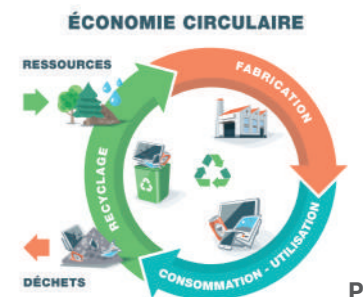 ÉCONOMIE CIRCULAIRE
RESSOURCES
FABRICATION
RECYCLAGE
CONSOMMATION - UTILISATION
DÉCHETS
P